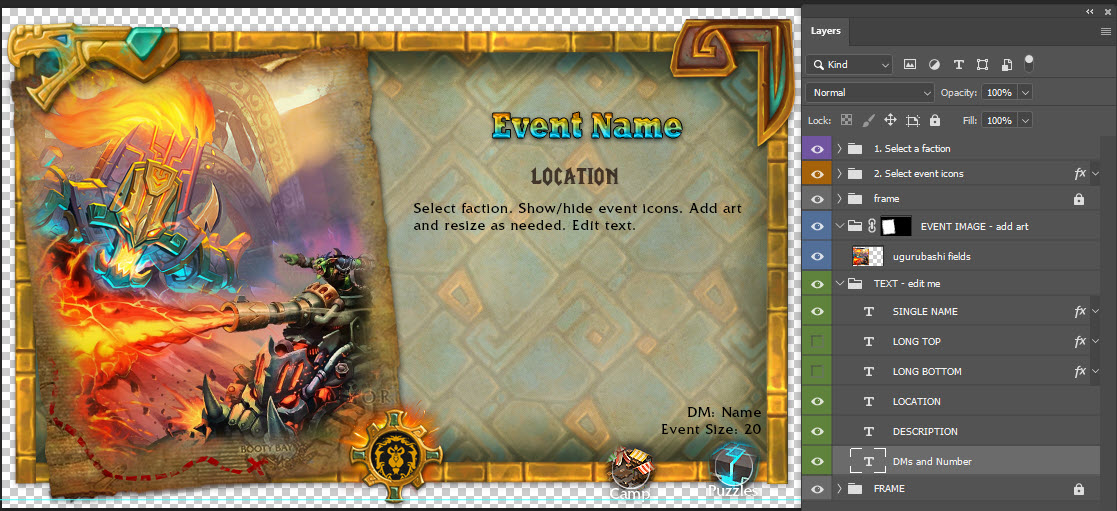 Event Name
LOCATION
Select faction. Show/hide event icons. Add art
and resize as needed. Edit text.
DM: Name
Event Size: 20
BOOTY BAY
Camp
Puzzles
Layers
Kind
Normal
Opacity: 100%
Lock:
Fill: 100%
1. Select a faction
2. Select event icons
fx
frame
EVENT IMAGE - add art
ugurubashi fields
TEXT - edit me
T SINGLE NAME fx
T LONG TOP fx
T LONG BOTTOM fx
T LOCATION
T DESCRIPTION
T DMs and Number
FRAME